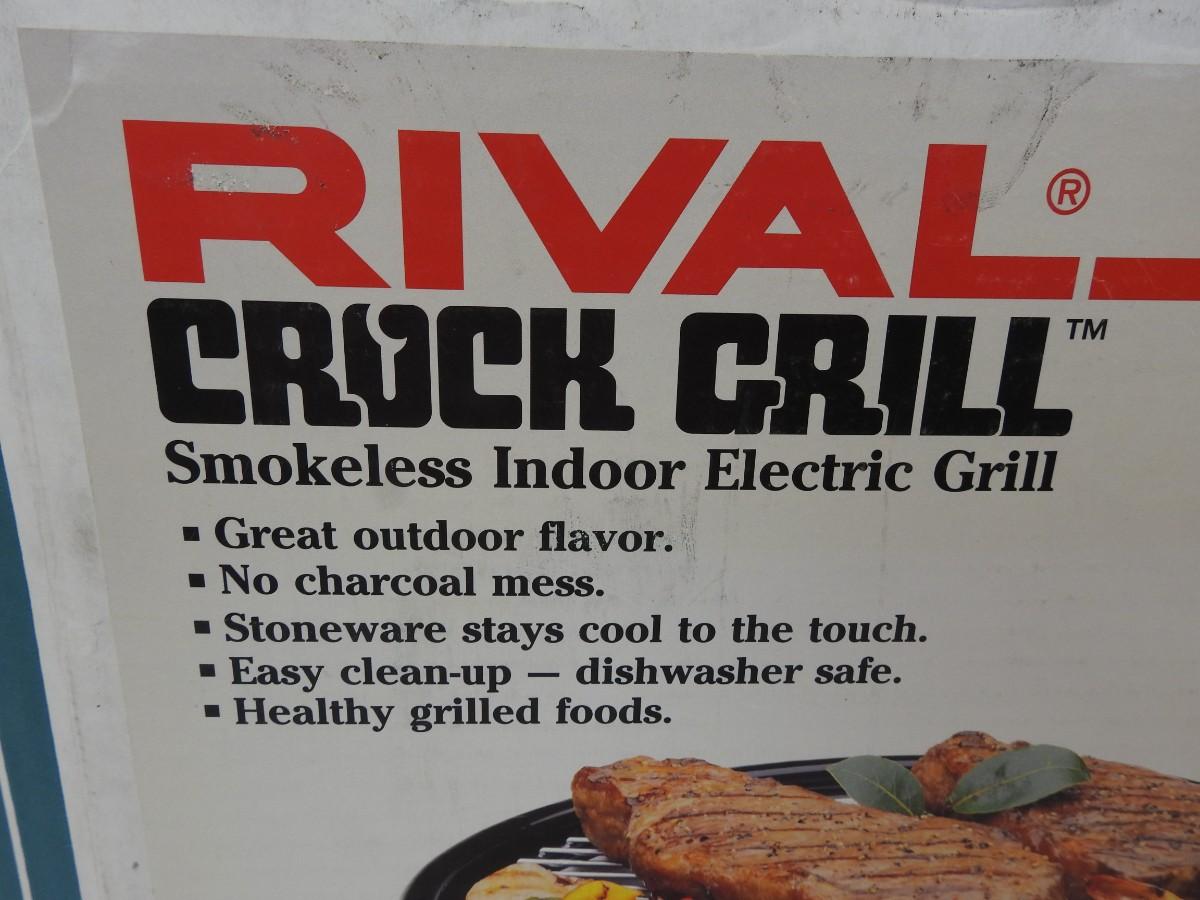 RIVAL®
CROCK GRILL™
Smokeless Indoor Electric Grill
▪ Great outdoor flavor.
▪ No charcoal mess.
▪ Stoneware stays cool to the touch.
▪ Easy clean-up — dishwasher safe.
▪ Healthy grilled foods.